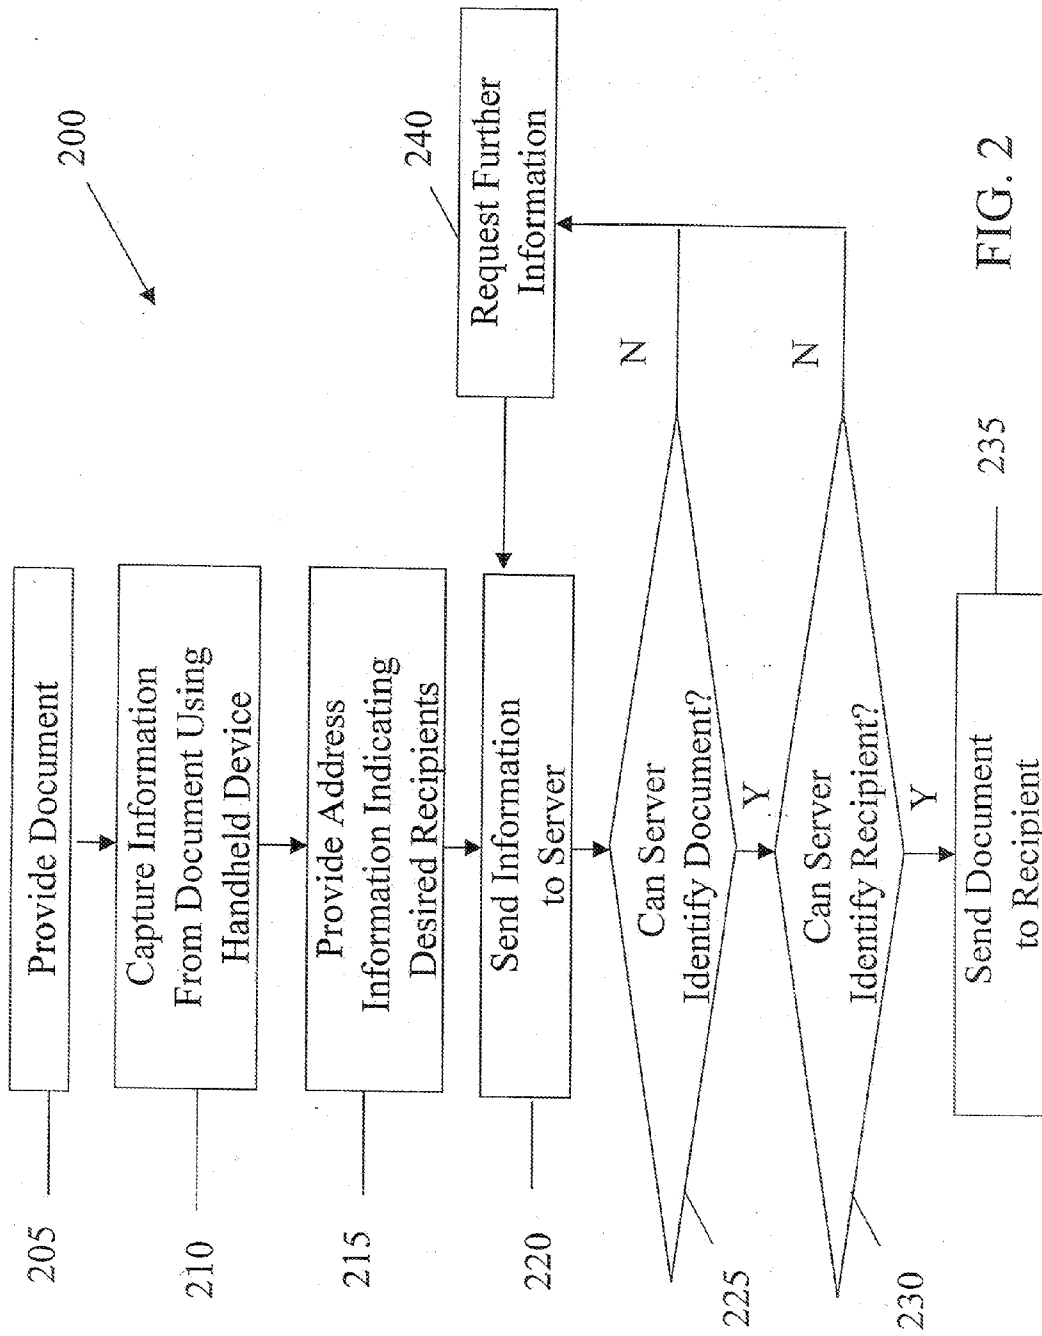 200
205
Provide Document
210
Capture Information
From Document Using
Handheld Device
215
Provide Address
Information Indicating
Desired Recipients
220
Send Information
to Server
240
Request Further
Information
225
Can Server
Identify Document?
N
Y
230
Can Server
Identify Recipient?
N
Y
235
Send Document
to Recipient
FIG. 2